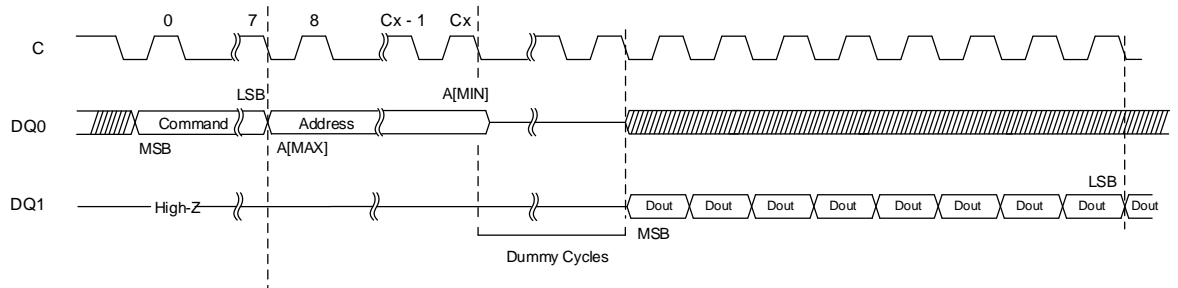 0 7 8 Cx - 1 Cx
C
LSB A[MIN]
DQ0 Command Address
MSB A[MAX]
LSB
DQ1 High-Z Dout Dout Dout Dout Dout Dout Dout Dout Dout
MSB
Dummy Cycles